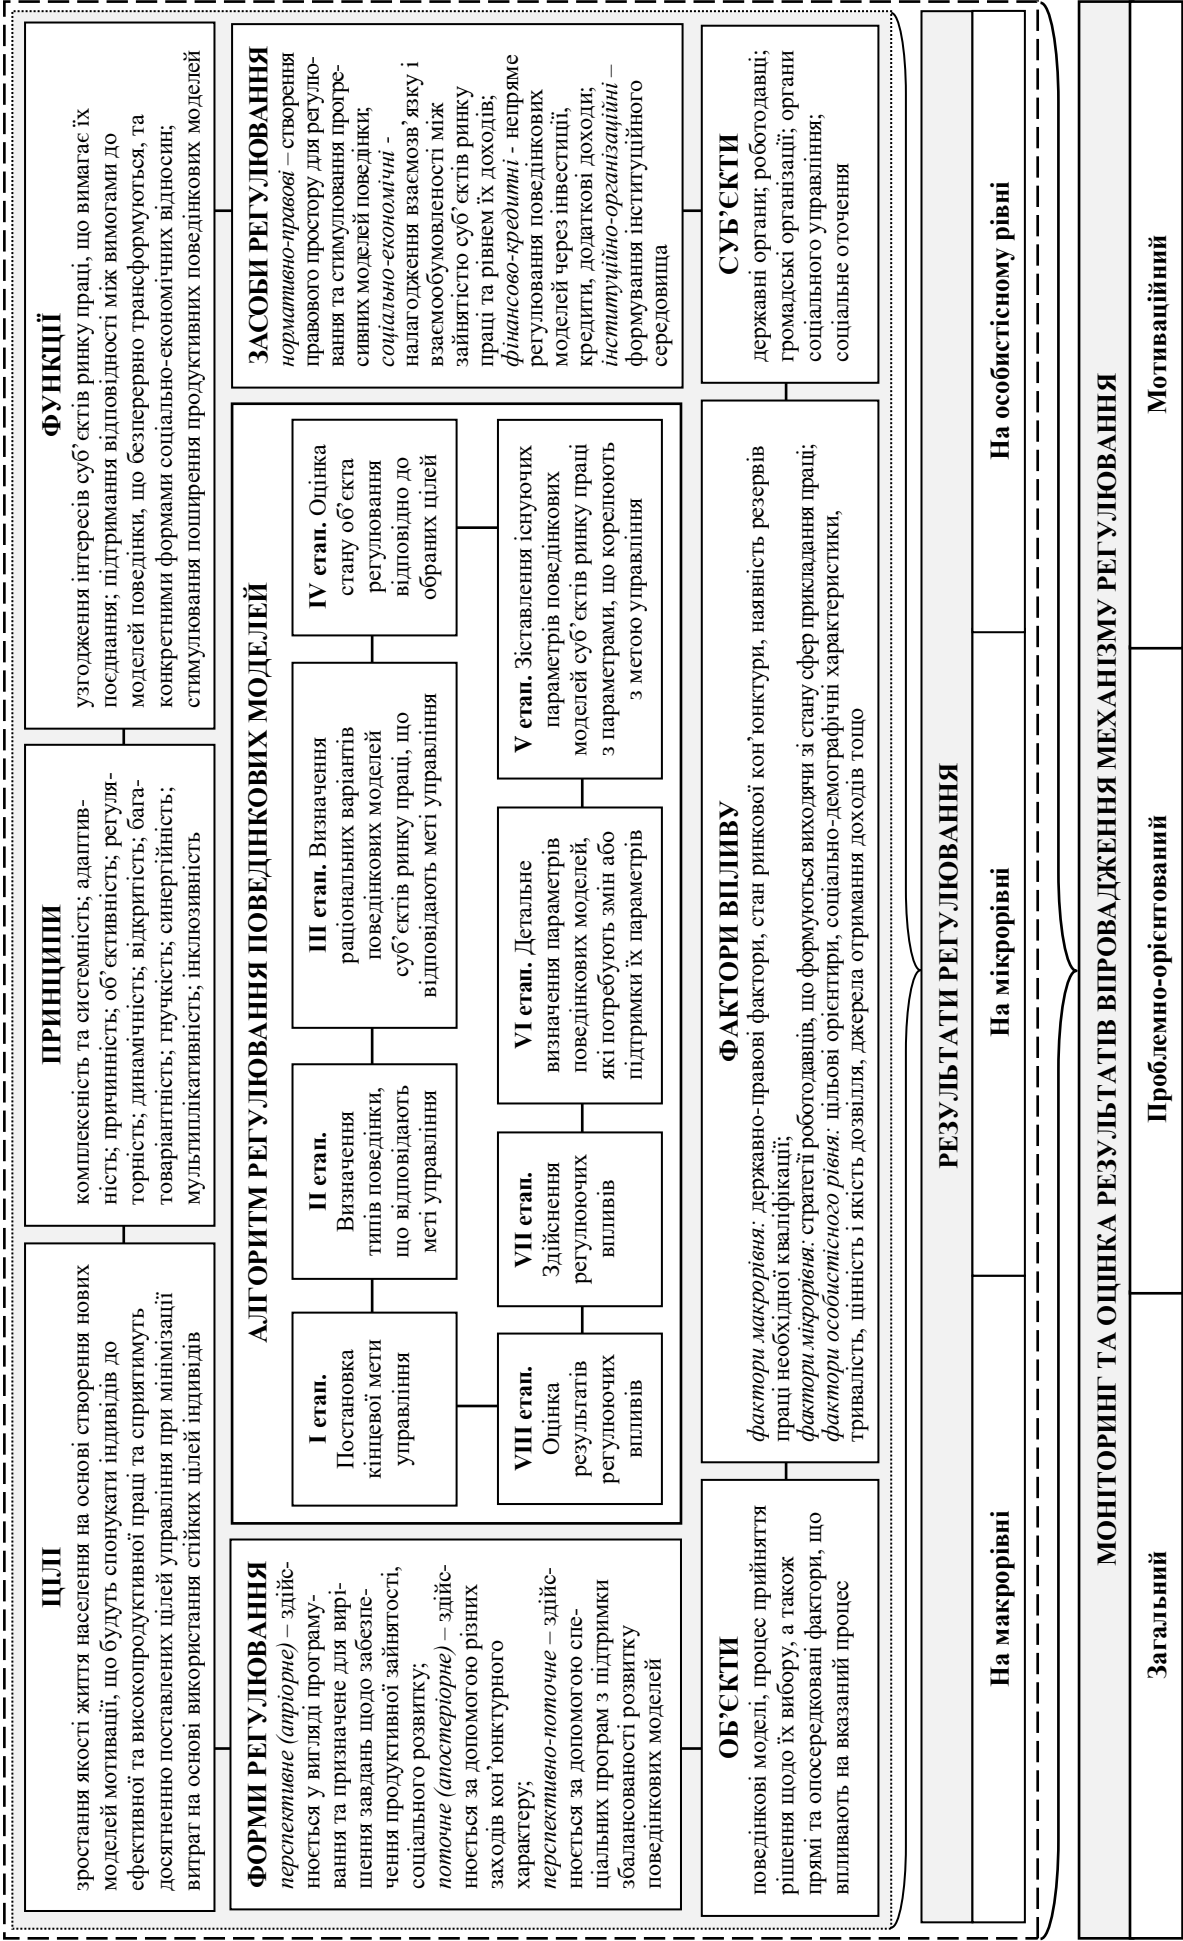 ЦІЛІ
зростання якості життя населення на основі створення нових
моделей мотивації, що будуть спонукати індивідів до
ефективної та високопродуктивної праці та сприятимуть
досягненню поставлених цілей управління при мінімізації
витрат на основі використання стійких цілей індивідів
ПРИНЦИПИ
комплексність та системність; адаптив-
ність; причинність; об’єктивність; регуля-
торність; динамічність; відкритість; бага-
товаріантність; гнучкість; синергійність;
мультиплікативність; інклюзивність
ФУНКЦІЇ
узгодження інтересів суб’єктів ринку праці, що вимагає їх
поєднання; підтримання відповідності між вимогами до
моделей поведінки, що безперервно трансформуються, та
конкретними формами соціально-економічних відносин;
стимулювання поширення продуктивних поведінкових моделей
ФОРМИ РЕГУЛЮВАННЯ
перспективне (апріорне) – здійс-
нюється у вигляді програму-
вання та призначене для вирі-
шення завдань щодо забезпе-
чення продуктивної зайнятості,
соціального розвитку;
поточне (апостеріорне) – здійс-
нюється за допомогою різних
заходів кон’юнктурного
характеру;
перспективно-поточне – здійс-
нюється за допомогою спе-
ціальних програм з підтримки
збалансованості розвитку
поведінкових моделей
АЛГОРИТМ РЕГУЛЮВАННЯ ПОВЕДІНКОВИХ МОДЕЛЕЙ
І етап.
Постановка
кінцевої мети
управління
ІІ етап.
Визначення
типів поведінки,
що відповідають
меті управління
ІІІ етап. Визначення
раціональних варіантів
поведінкових моделей
суб’єктів ринку праці, що
відповідають меті управління
IV етап. Оцінка
стану об’єкта
регулювання
відповідно до
обраних цілей
VIII етап.
Оцінка
результатів
регулюючих
впливів
VII етап.
Здійснення
регулюючих
впливів
VI етап. Детальне
визначення параметрів
поведінкових моделей,
які потребують змін або
підтримки їх параметрів
V етап. Зіставлення існуючих
параметрів поведінкових
моделей суб’єктів ринку праці
з параметрами, що корелюють
з метою управління
ЗАСОБИ РЕГУЛЮВАННЯ
нормативно-правові – створення
правового простору для регулю-
вання та стимулювання прогре-
сивних моделей поведінки;
соціально-економічні -
налагодження взаємозв’язку і
взаємообумовленості між
зайнятістю суб’єктів ринку
праці та рівнем їх доходів;
фінансово-кредитні - непряме
регулювання поведінкових
моделей через інвестиції,
кредити, додаткові доходи;
інституційно-організаційні –
формування інституційного
середовища
ОБ’ЄКТИ
поведінкові моделі, процес прийняття
рішення щодо їх вибору, а також
прямі та опосередковані фактори, що
впливають на вказаний процес
ФАКТОРИ ВПЛИВУ
фактори макрорівня: державно-правові фактори, стан ринкової кон’юнктури, наявність резервів
праці необхідної кваліфікації;
фактори мікрорівня: стратегії роботодавців, що формуються виходячи зі стану сфер прикладання праці;
фактори особистісного рівня: цільові орієнтири, соціально-демографічні характеристики,
тривалість, цінність і якість дозвілля, джерела отримання доходів тощо
СУБ’ЄКТИ
державні органи; роботодавці;
громадські організації; органи
соціального управління;
соціальне оточення
РЕЗУЛЬТАТИ РЕГУЛЮВАННЯ
На макрорівні
На мікрорівні
На особистісному рівні
МОНІТОРИНГ ТА ОЦІНКА РЕЗУЛЬТАТІВ ВПРОВАДЖЕННЯ МЕХАНІЗМУ РЕГУЛЮВАННЯ
Загальний
Проблемно-орієнтований
Мотиваційний